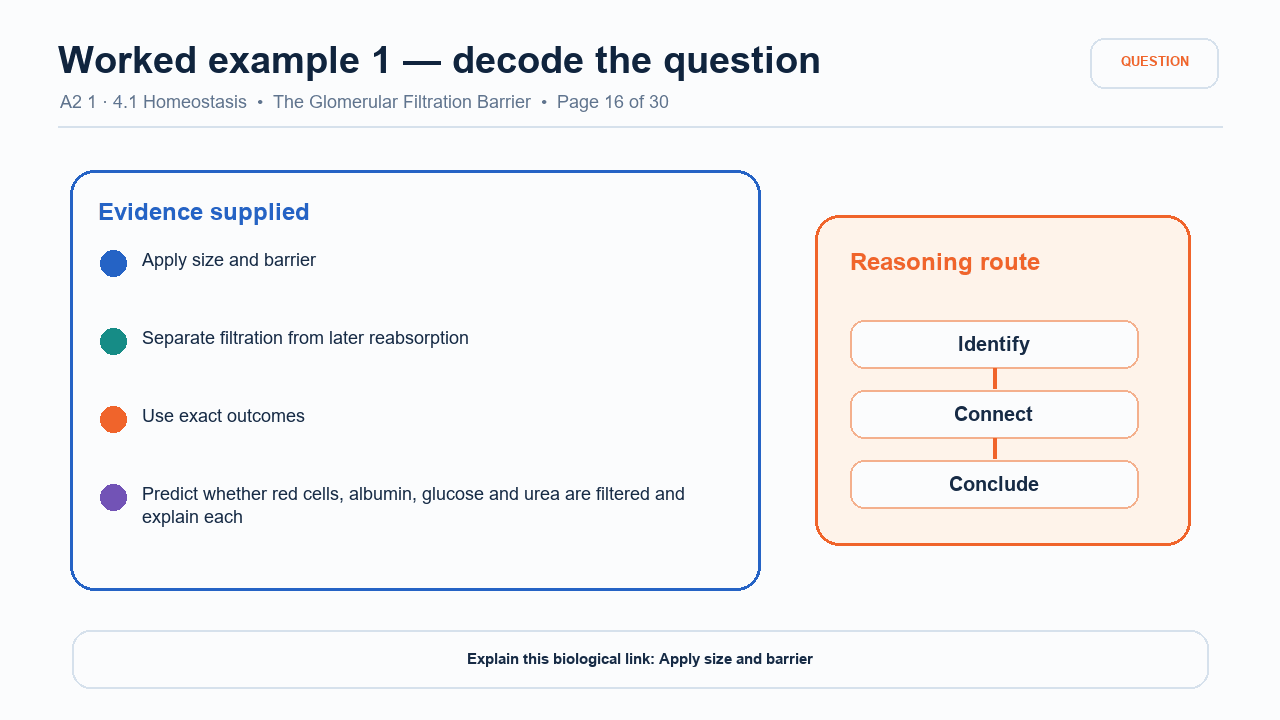 Worked example 1 — decode the question
QUESTION
A2 1 · 4.1 Homeostasis • The Glomerular Filtration Barrier • Page 16 of 30
Evidence supplied
Apply size and barrier
Separate filtration from later reabsorption
Use exact outcomes
Predict whether red cells, albumin, glucose and urea are filtered and
explain each
Reasoning route
Identify
Connect
Conclude
Explain this biological link: Apply size and barrier